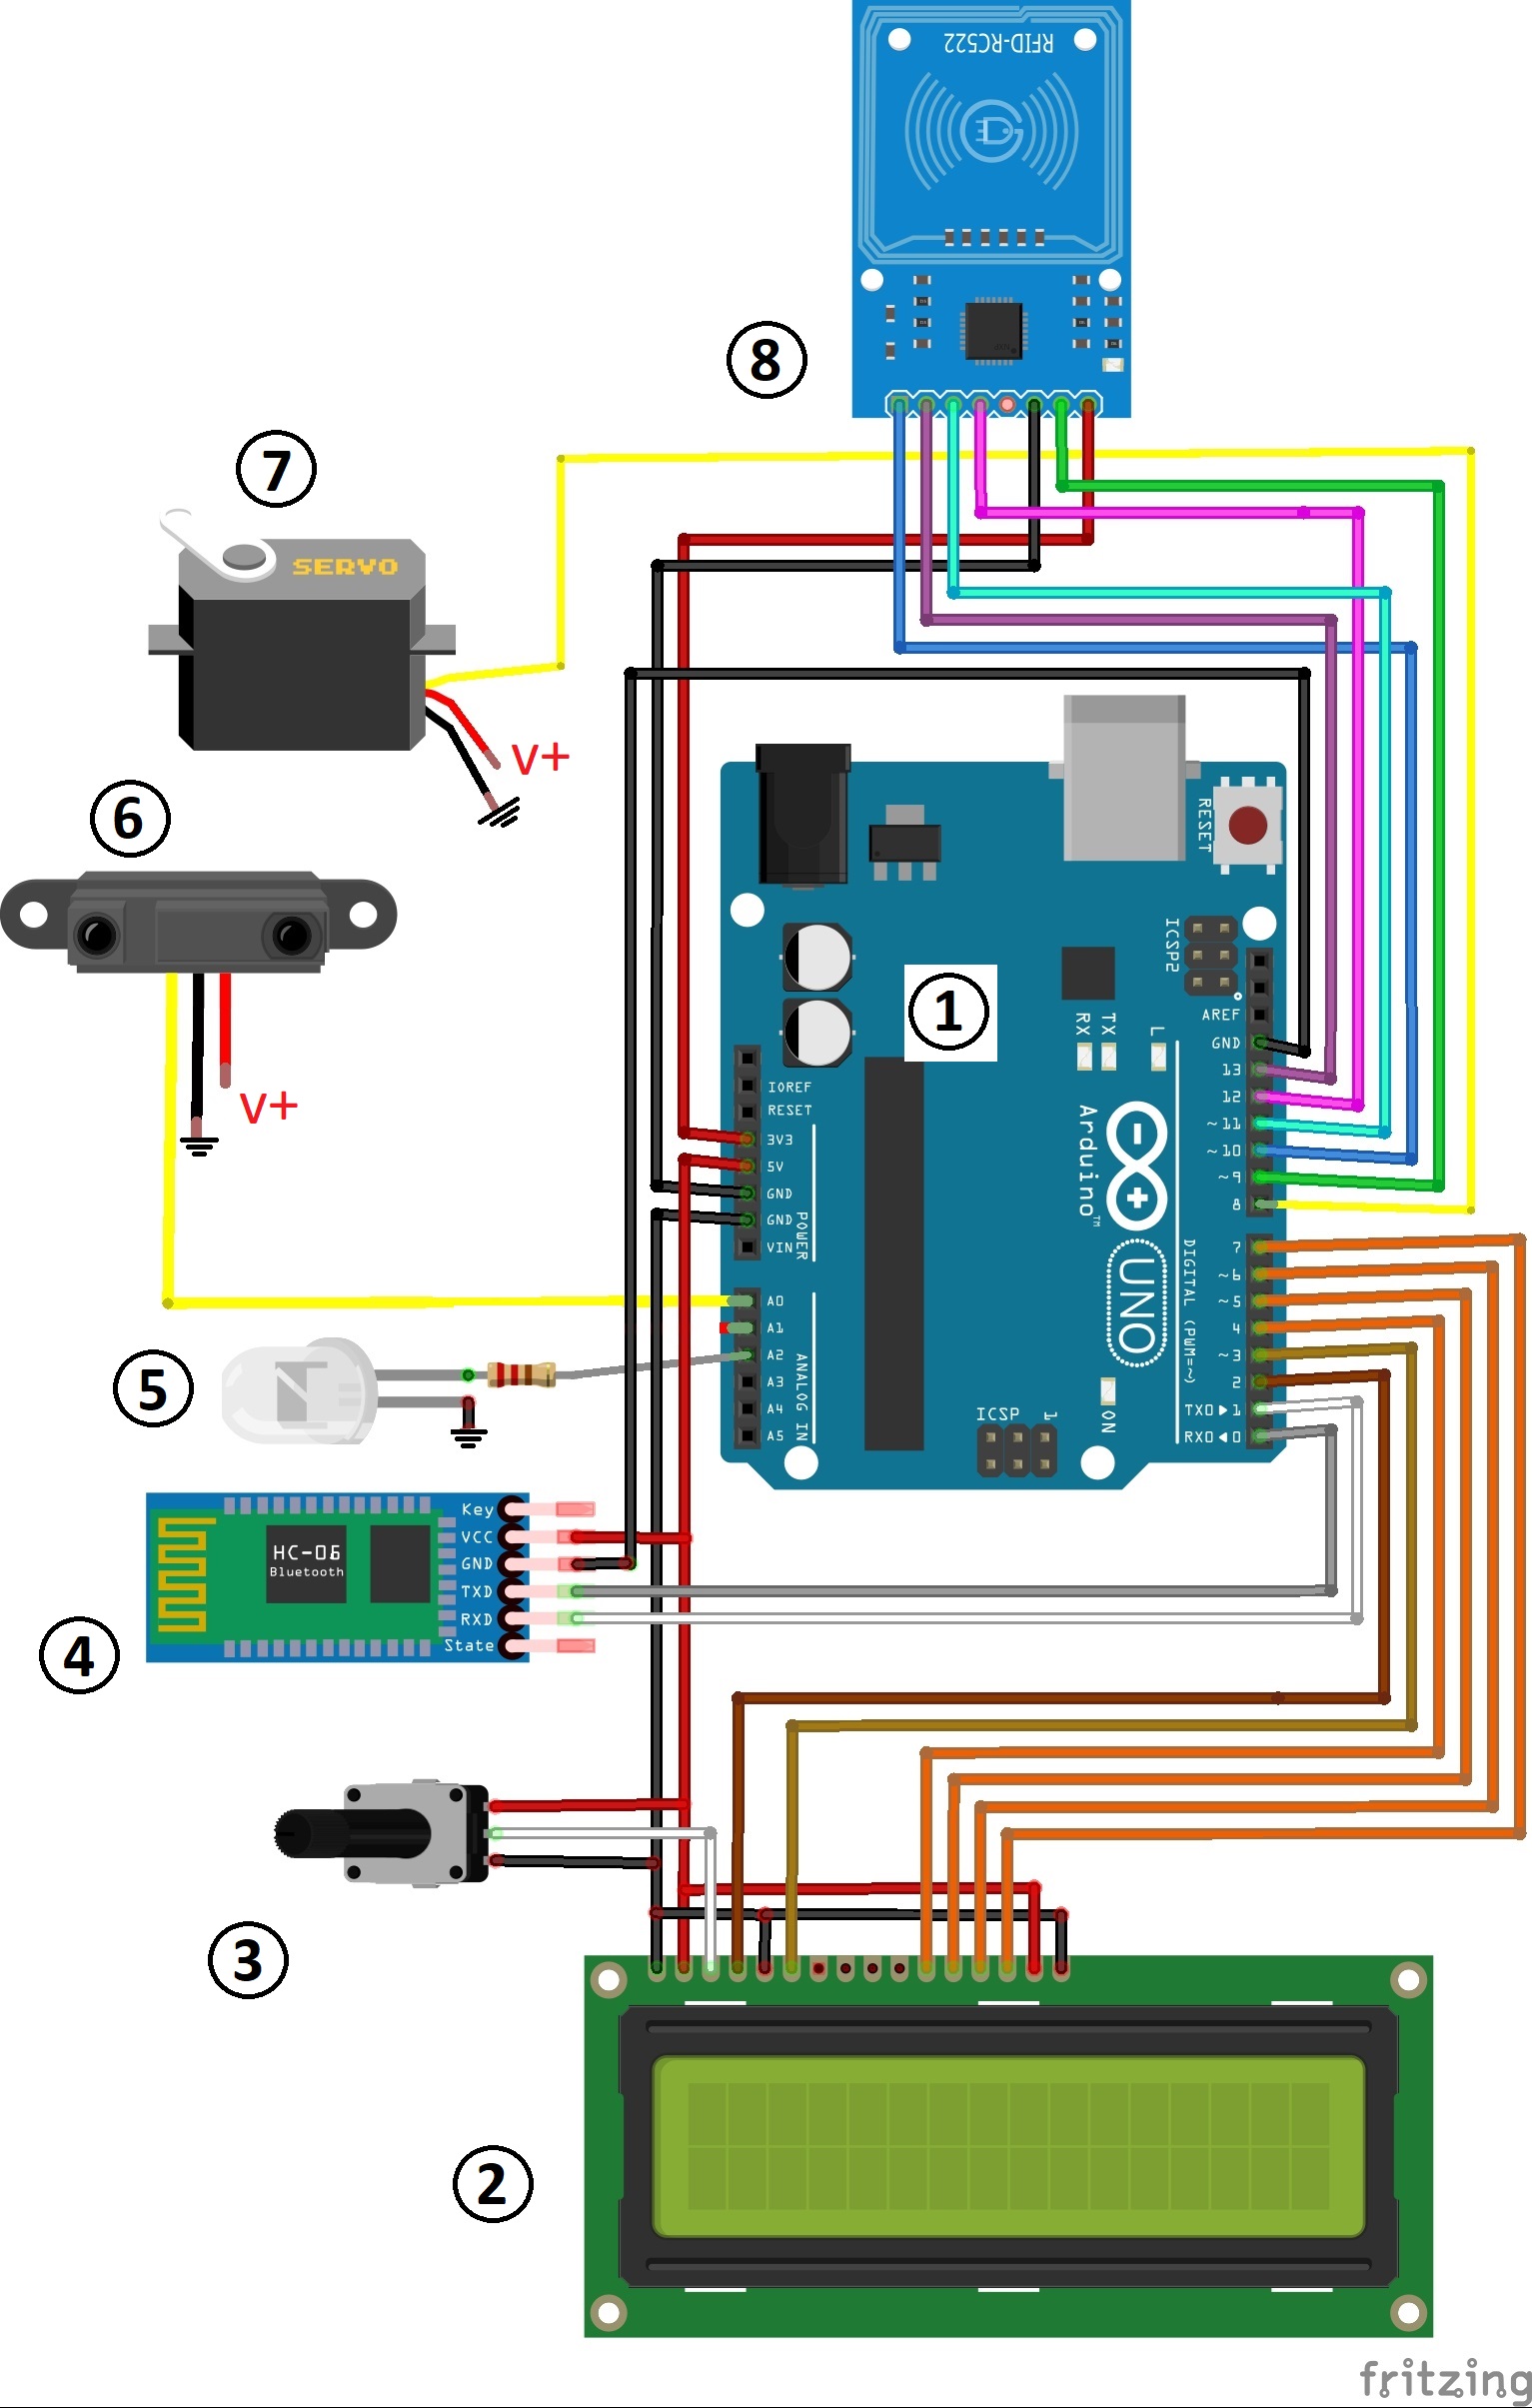 RFID-RC522
8
7
SERVO
V+
6
V+
RESET
1
ICSP2
RX
TX
L
AREF
GND
13
12
~11
~10
~9
8
IOREF
RESET
3V3
5V
GND
GND
VIN
POWER
Arduino™
UNO
DIGITAL (PWM=~)
7
~6
~5
4
~3
2
TX0▶1
RX0◀0
A0
A1
A2
A3
A4
A5
ANALOG IN
ICSP
1
ON
5
HC-06
Bluetooth
Key
VCC
GND
TXD
RXD
State
4
3
2
fritzing